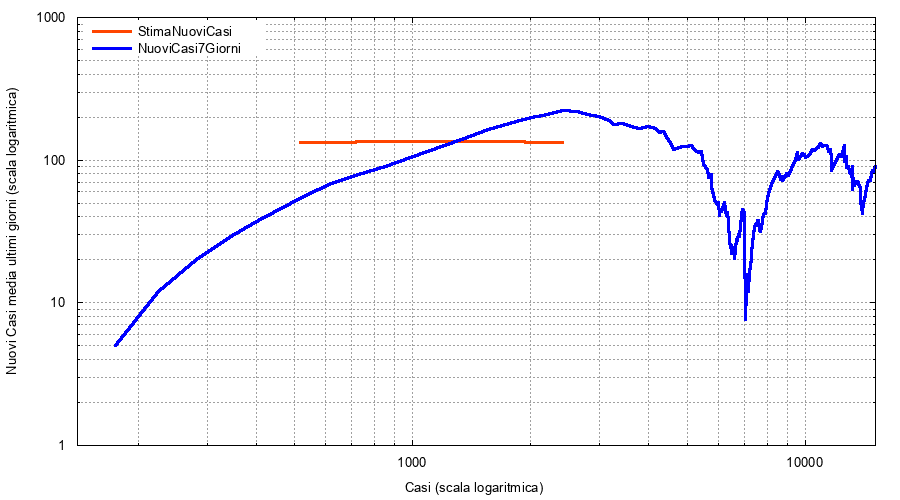 1000
100
10
1
StimaNuoviCasi
NuoviCasi7Giorni
Nuovi Casi media ultimi giorni (scala logaritmica)
1000 10000
Casi (scala logaritmica)